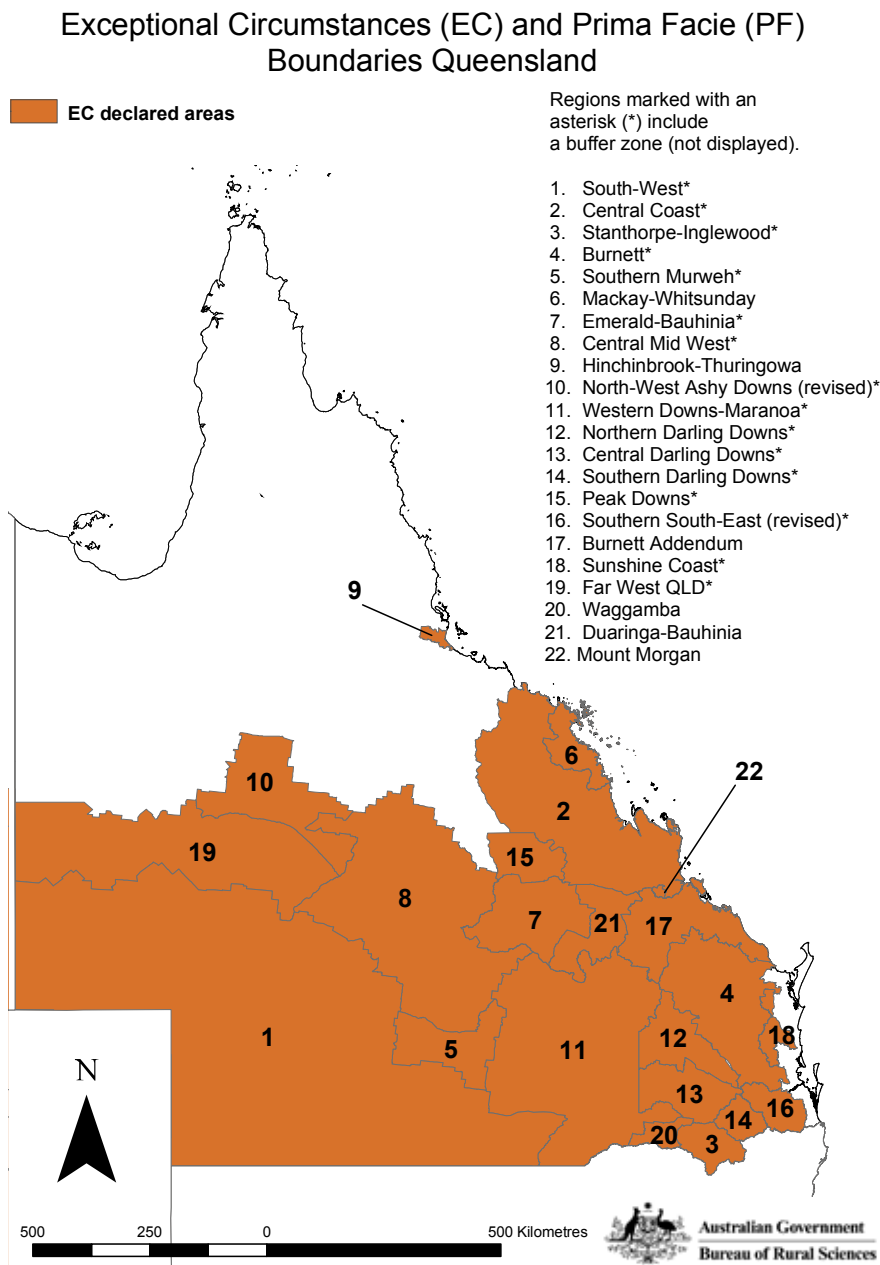 Exceptional Circumstances (EC) and Prima Facie (PF)
Boundaries Queensland
EC declared areas
Regions marked with an
asterisk (*) include
a buffer zone (not displayed).
1. South-West*
2. Central Coast*
3. Stanthorpe-Inglewood*
4. Burnett*
5. Southern Murweh*
6. Mackay-Whitsunday
7. Emerald-Bauhinia*
8. Central Mid West*
9. Hinchinbrook-Thuringowa
10. North-West Ashy Downs (revised)*
11. Western Downs-Maranoa*
12. Northern Darling Downs*
13. Central Darling Downs*
14. Southern Darling Downs*
15. Peak Downs*
16. Southern South-East (revised)*
17. Burnett Addendum
18. Sunshine Coast*
19. Far West QLD*
20. Waggamba
21. Duaringa-Bauhinia
22. Mount Morgan
9
6
22
10
2
19
15
8
7
21
17
4
18
1
5
11
12
13
16
14
20
3
N
500 250 0 500 Kilometres
Australian Government
Bureau of Rural Sciences